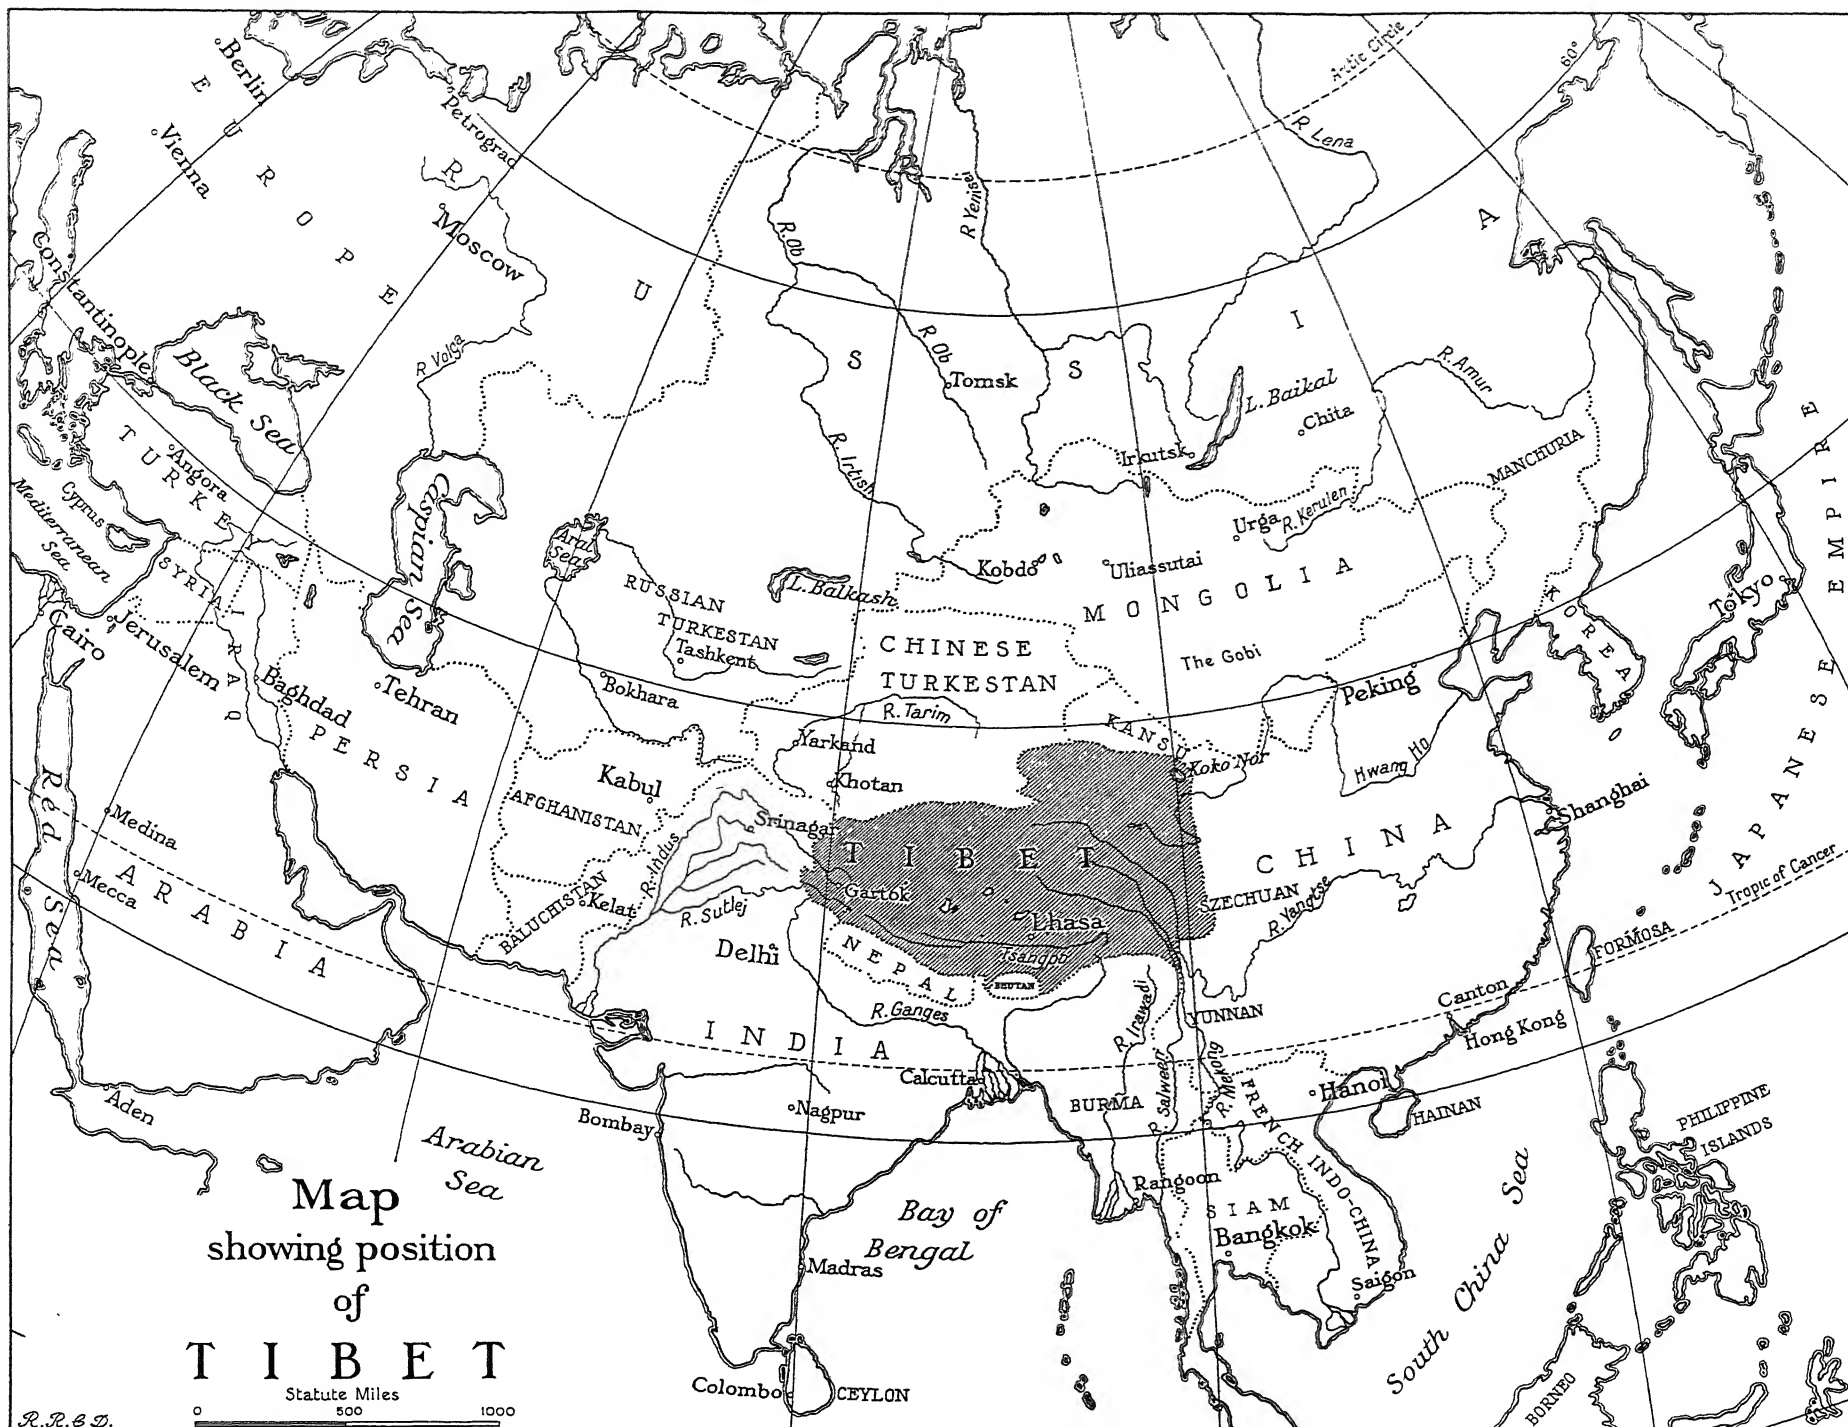 Arctic Circle
60°
Berlin
EUROPE
Vienna
Petrograd
R. Lena
R. Yenisei
R. Ob
RUSSIA
Moscow
Constantinople
R Volga
Black Sea
R. Ob
Tomsk
L. Baikal
Chita
R. Amur
R. Irtish
Irkutsk
MANCHURIA
TURKEY
Angora
Cyprus
Mediterranean
Sea
Caspian Sea
Aral
Sea
Urga
R. Kerulen
Kobdo
Uliassutai
MONGOLIA
SYRIA
IRAQ
RUSSIAN
TURKESTAN
L. Balkash
Tashkent
CHINESE
TURKESTAN
The Gobi
KOREA
Tokyo
JAPANESE EMPIRE
Cairo
Jerusalem
Baghdad
Tehran
PERSIA
Bokhara
R. Tarim
Yarkand
Khotan
KANSU
Koko Nor
Peking
Hwang Ho
Shanghai
Kabul
AFGHANISTAN
Srinagar
R. Indus
TIBET
Gartok
Lhasa
Tsangpo
CHINA
SZECHUAN
R. Yangtse
Red Sea
Medina
Mecca
ARABIA
BALUCHISTAN
Kelat
R. Sutlej
Delhi
NEPAL
BHUTAN
R. Ganges
INDIA
Tropic of Cancer
FORMOSA
Canton
Hong Kong
YUNNAN
R. Irawadi
R. Salween
R. Mekong
Calcutta
BURMA
Hanoi
HAINAN
FRENCH INDO-CHINA
PHILIPPINE
ISLANDS
Aden
Bombay
Nagpur
Arabian
Sea
Rangoon
SIAM
Bangkok
Saigon
Bay of
Bengal
Madras
South China Sea
Colombo
CEYLON
BORNEO
Map
showing position
of
TIBET
Statute Miles
0 500 1000
R.R.& D.